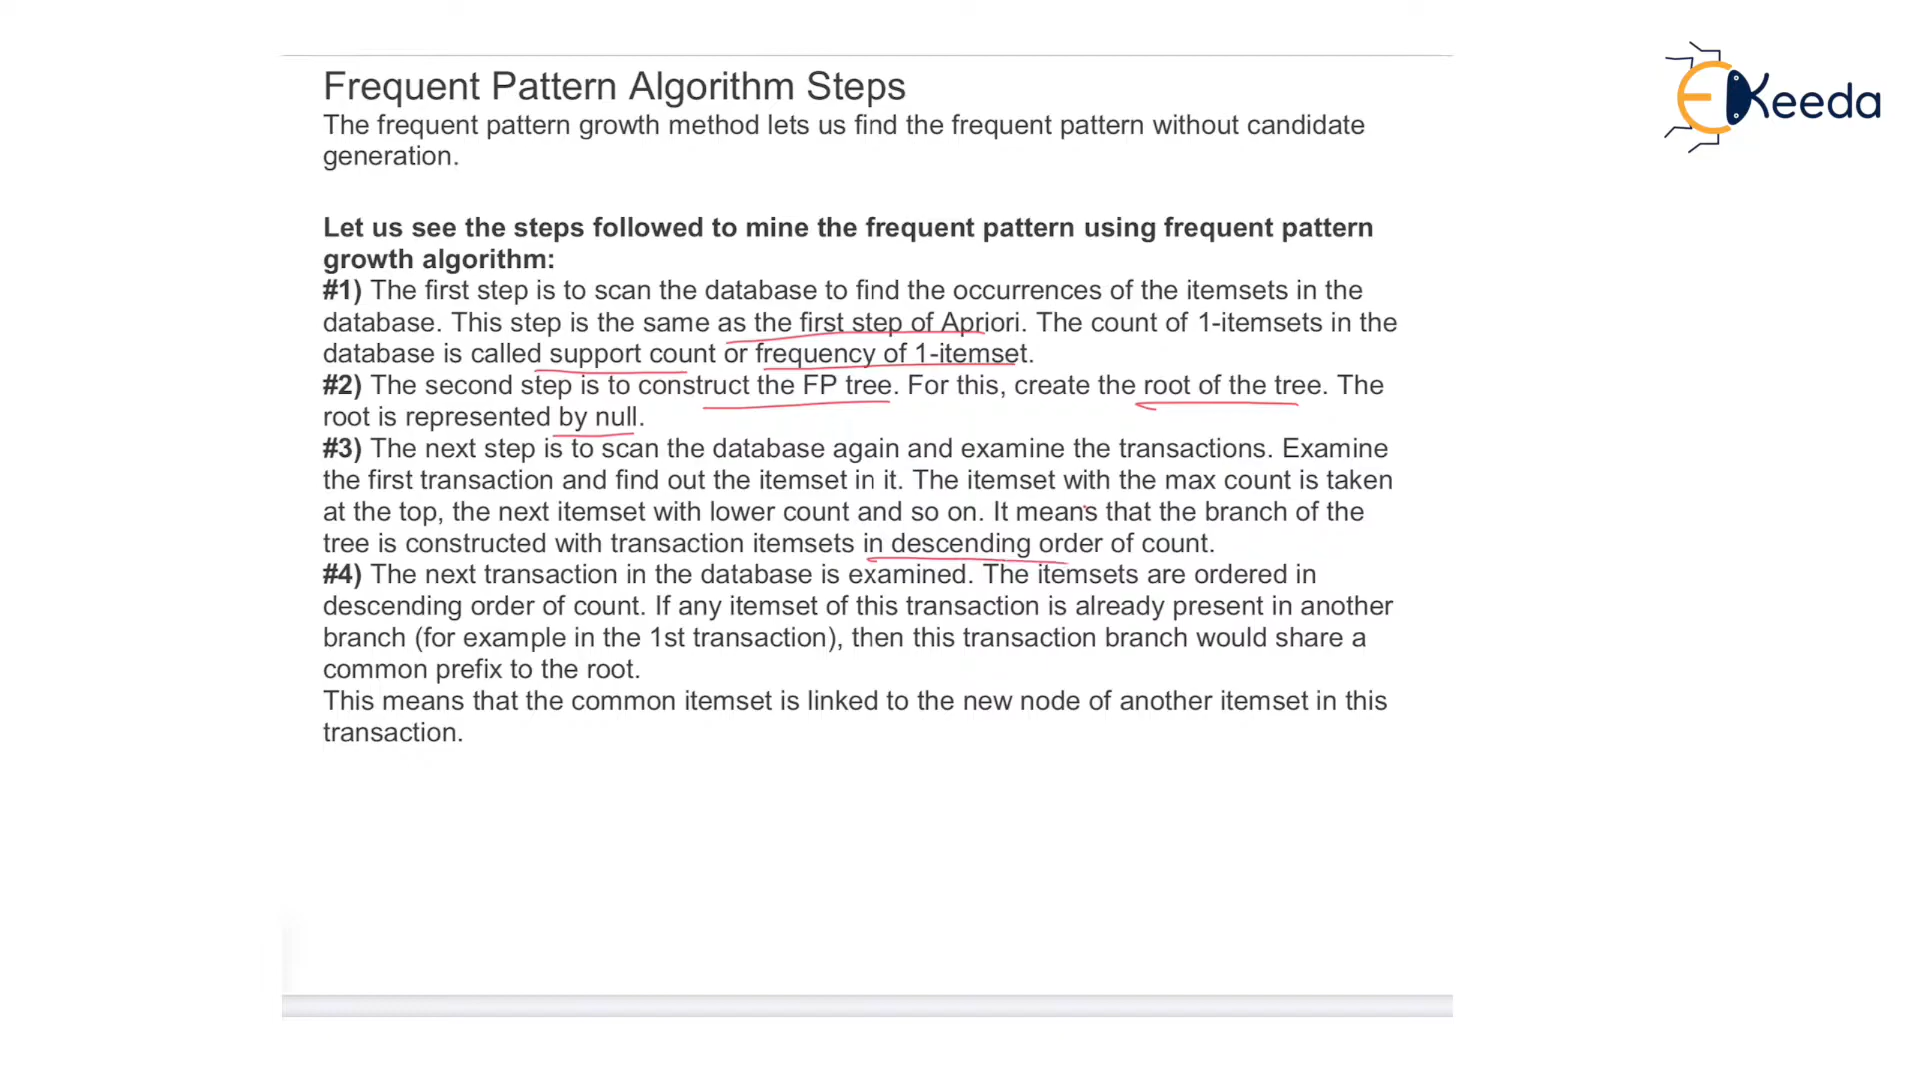 Frequent Pattern Algorithm Steps
The frequent pattern growth method lets us find the frequent pattern without candidate
generation.
Let us see the steps followed to mine the frequent pattern using frequent pattern
growth algorithm:
#1) The first step is to scan the database to find the occurrences of the itemsets in the
database. This step is the same as the first step of Apriori. The count of 1-itemsets in the
database is called support count or frequency of 1-itemset.
#2) The second step is to construct the FP tree. For this, create the root of the tree. The
root is represented by null.
#3) The next step is to scan the database again and examine the transactions. Examine
the first transaction and find out the itemset in it. The itemset with the max count is taken
at the top, the next itemset with lower count and so on. It means that the branch of the
tree is constructed with transaction itemsets in descending order of count.
#4) The next transaction in the database is examined. The itemsets are ordered in
descending order of count. If any itemset of this transaction is already present in another
branch (for example in the 1st transaction), then this transaction branch would share a
common prefix to the root.
This means that the common itemset is linked to the new node of another itemset in this
transaction.
EKeeda